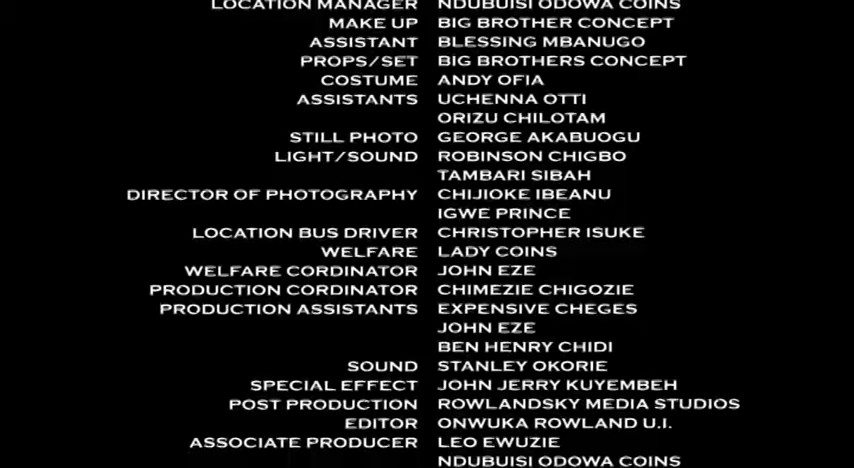 LOCATION MANAGER NDUBUISI ODOWA COINS
MAKE UP BIG BROTHER CONCEPT
ASSISTANT BLESSING MBANUGO
PROPS/SET BIG BROTHERS CONCEPT
COSTUME ANDY OFIA
ASSISTANTS UCHENNA OTTI
ORIZU CHILOTAM
STILL PHOTO GEORGE AKABUOGU
LIGHT/SOUND ROBINSON CHIGBO
TAMBARI SIBAH
DIRECTOR OF PHOTOGRAPHY CHIJIOKE IBEANU
IGWE PRINCE
LOCATION BUS DRIVER CHRISTOPHER ISUKE
WELFARE LADY COINS
WELFARE CORDINATOR JOHN EZE
PRODUCTION CORDINATOR CHIMEZIE CHIGOZIE
PRODUCTION ASSISTANTS EXPENSIVE CHEGES
JOHN EZE
BEN HENRY CHIDI
SOUND STANLEY OKORIE
SPECIAL EFFECT JOHN JERRY KUYEMBEH
POST PRODUCTION ROWLANDSKY MEDIA STUDIOS
EDITOR ONWUKA ROWLAND U.I.
ASSOCIATE PRODUCER LEO EWUZIE
NDUBUISI ODOWA COINS